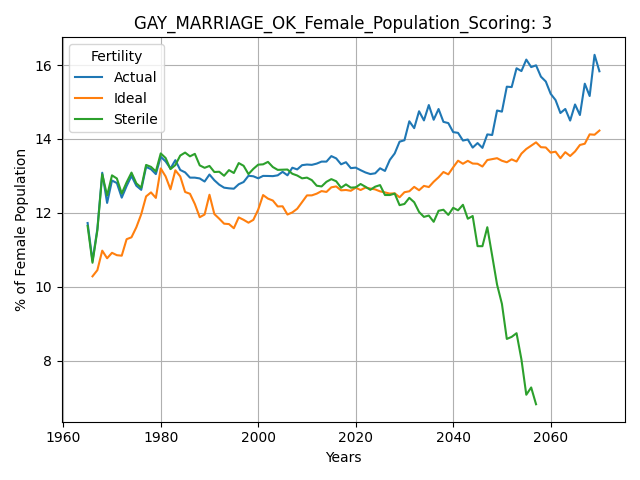 GAY_MARRIAGE_OK_Female_Population_Scoring: 3
Fertility
Actual
Ideal
Sterile
% of Female Population
16
14
12
10
8
1960 1980 2000 2020 2040 2060
Years